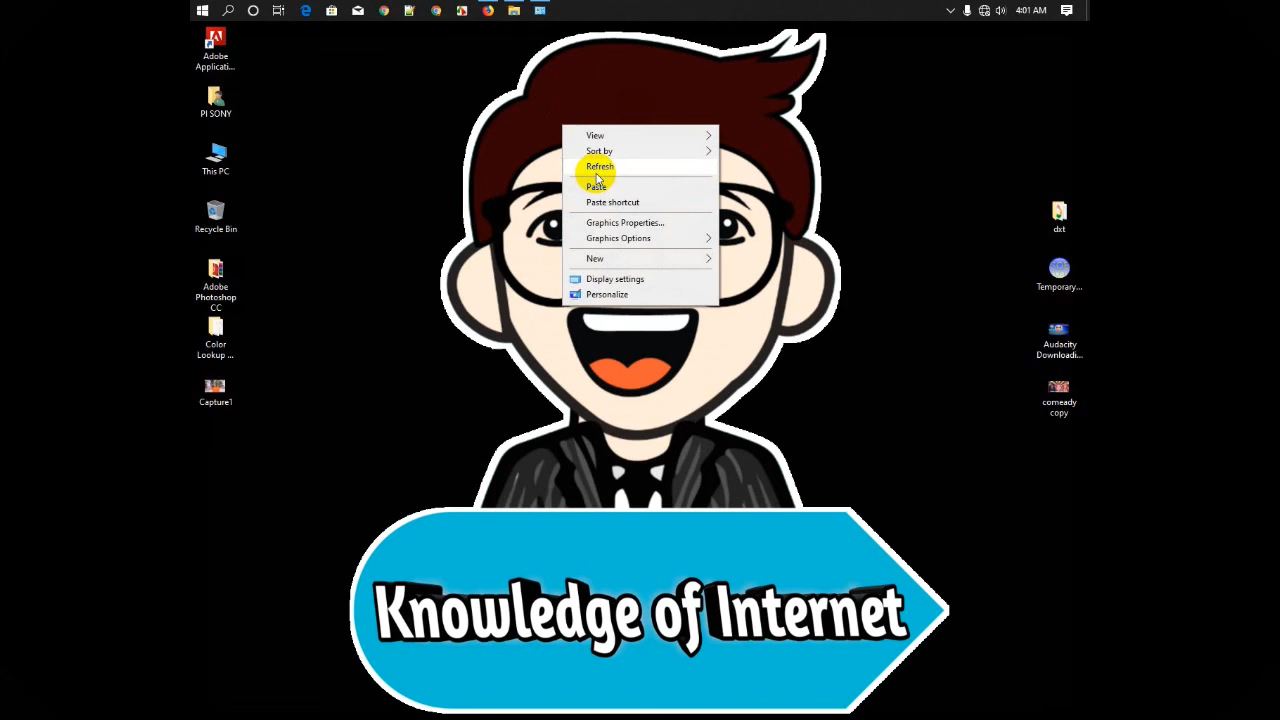 4:01 AM
Adobe
Applicati...
PI SONY
This PC
Recycle Bin
Adobe
Photoshop
CC
Color
Lookup ...
Capture1
View
Sort by
Refresh
Paste
Paste shortcut
Graphics Properties...
Graphics Options
New
Display settings
Personalize
dxt
Temporary...
Audacity
Downloadi...
comeady
copy
Knowledge of Internet